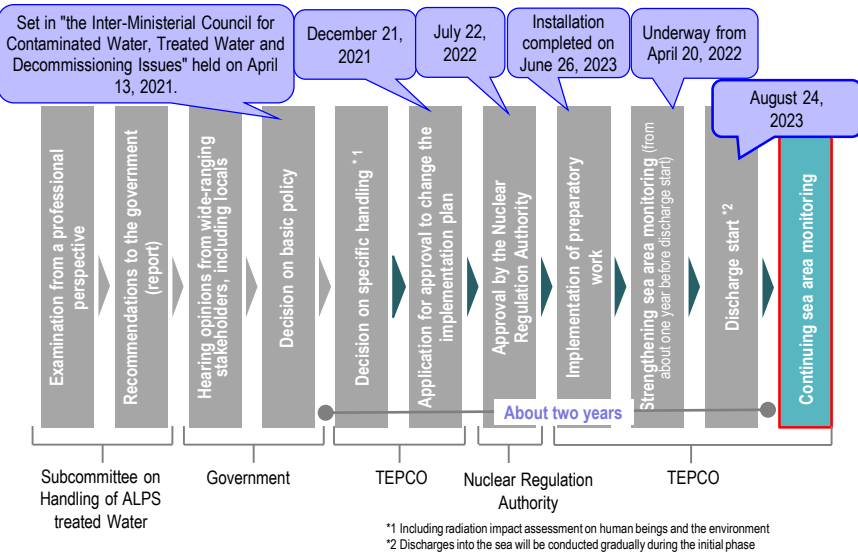 Set in "the Inter-Ministerial Council for
Contaminated Water, Treated Water and
Decommissioning Issues" held on April
13, 2021.
December 21,
2021
July 22,
2022
Installation
completed on
June 26, 2023
Underway from
April 20, 2022
August 24,
2023
Examination from a professional
perspective
Recommendations to the government
(report)
Hearing opinions from wide-ranging
stakeholders, including locals
Decision on basic policy
Decision on specific handling *1
Application for approval to change the
implementation plan
Approval by the Nuclear
Regulation Authority
Implementation of preparatory
work
Strengthening sea area monitoring (from
about one year before discharge start)
Discharge start *2
Continuing sea area monitoring
About two years
Subcommittee on
Handling of ALPS
treated Water
Government
TEPCO
Nuclear Regulation
Authority
TEPCO
*1 Including radiation impact assessment on human beings and the environment
*2 Discharges into the sea will be conducted gradually during the initial phase